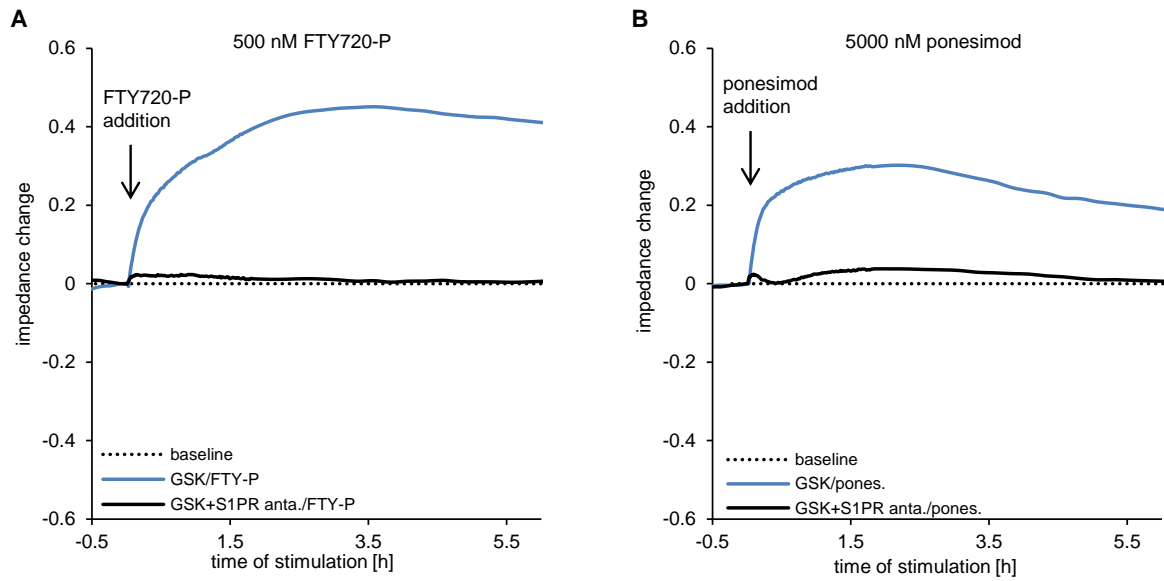 A
500 nM FTY720-P
0.6
0.4
0.2
0
-0.2
-0.4
-0.6
impedance change
FTY720-P
addition
baseline
GSK/FTY-P
GSK+S1PR anta./FTY-P
-0.5
1.5
3.5
5.5
time of stimulation [h]
B
5000 nM ponesimod
0.6
0.4
0.2
0
-0.2
-0.4
-0.6
impedance change
ponesimod
addition
baseline
GSK/pones.
GSK+S1PR anta./pones.
-0.5
1.5
3.5
5.5
time of stimulation [h]